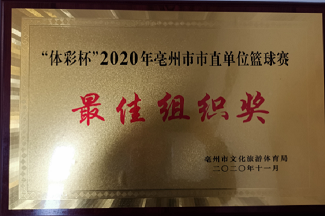 “体彩杯”2020年亳州市市直单位篮球赛
最佳组织奖
亳州市文化旅游体育局
二〇二〇年十一月